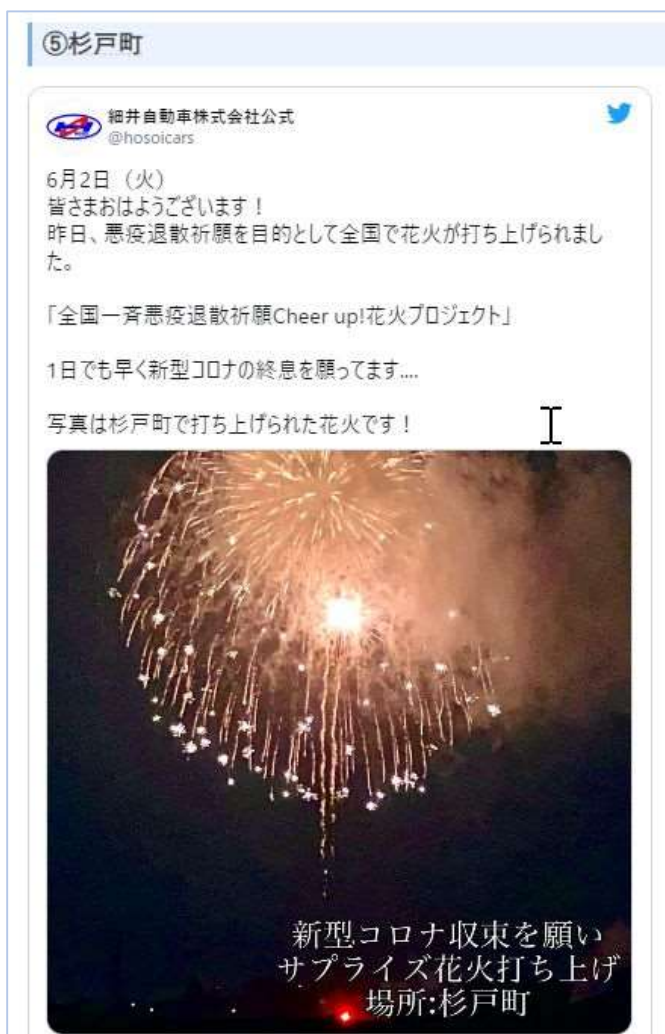 ⑤杉戸町
細井自動車株式会社公式
@hosoicars
6月2日（火）
皆さまおはようございます！
昨日、悪疫退散祈願を目的として全国で花火が打ち上げられまし
た。
「全国一斉悪疫退散祈願Cheer up!花火プロジェクト」
1日でも早く新型コロナの終息を願ってます....
写真は杉戸町で打ち上げられた花火です！
新型コロナ収束を願い
サプライズ花火打ち上げ
場所:杉戸町